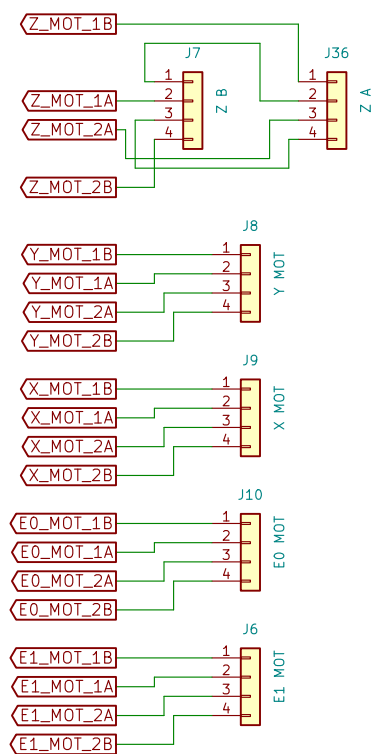 Z_MOT_1B
J7
J36
1
1
Z_MOT_1A
2
Z B
2
Z A
Z_MOT_2A
3
3
4
4
Z_MOT_2B
J8
Y_MOT_1B
1
Y MOT
Y_MOT_1A
2
Y_MOT_2A
3
Y_MOT_2B
4
J9
X_MOT_1B
1
X MOT
X_MOT_1A
2
X_MOT_2A
3
X_MOT_2B
4
J10
E0_MOT_1B
1
E0 MOT
E0_MOT_1A
2
E0_MOT_2A
3
E0_MOT_2B
4
J6
E1_MOT_1B
1
E1 MOT
E1_MOT_1A
2
E1_MOT_2A
3
E1_MOT_2B
4